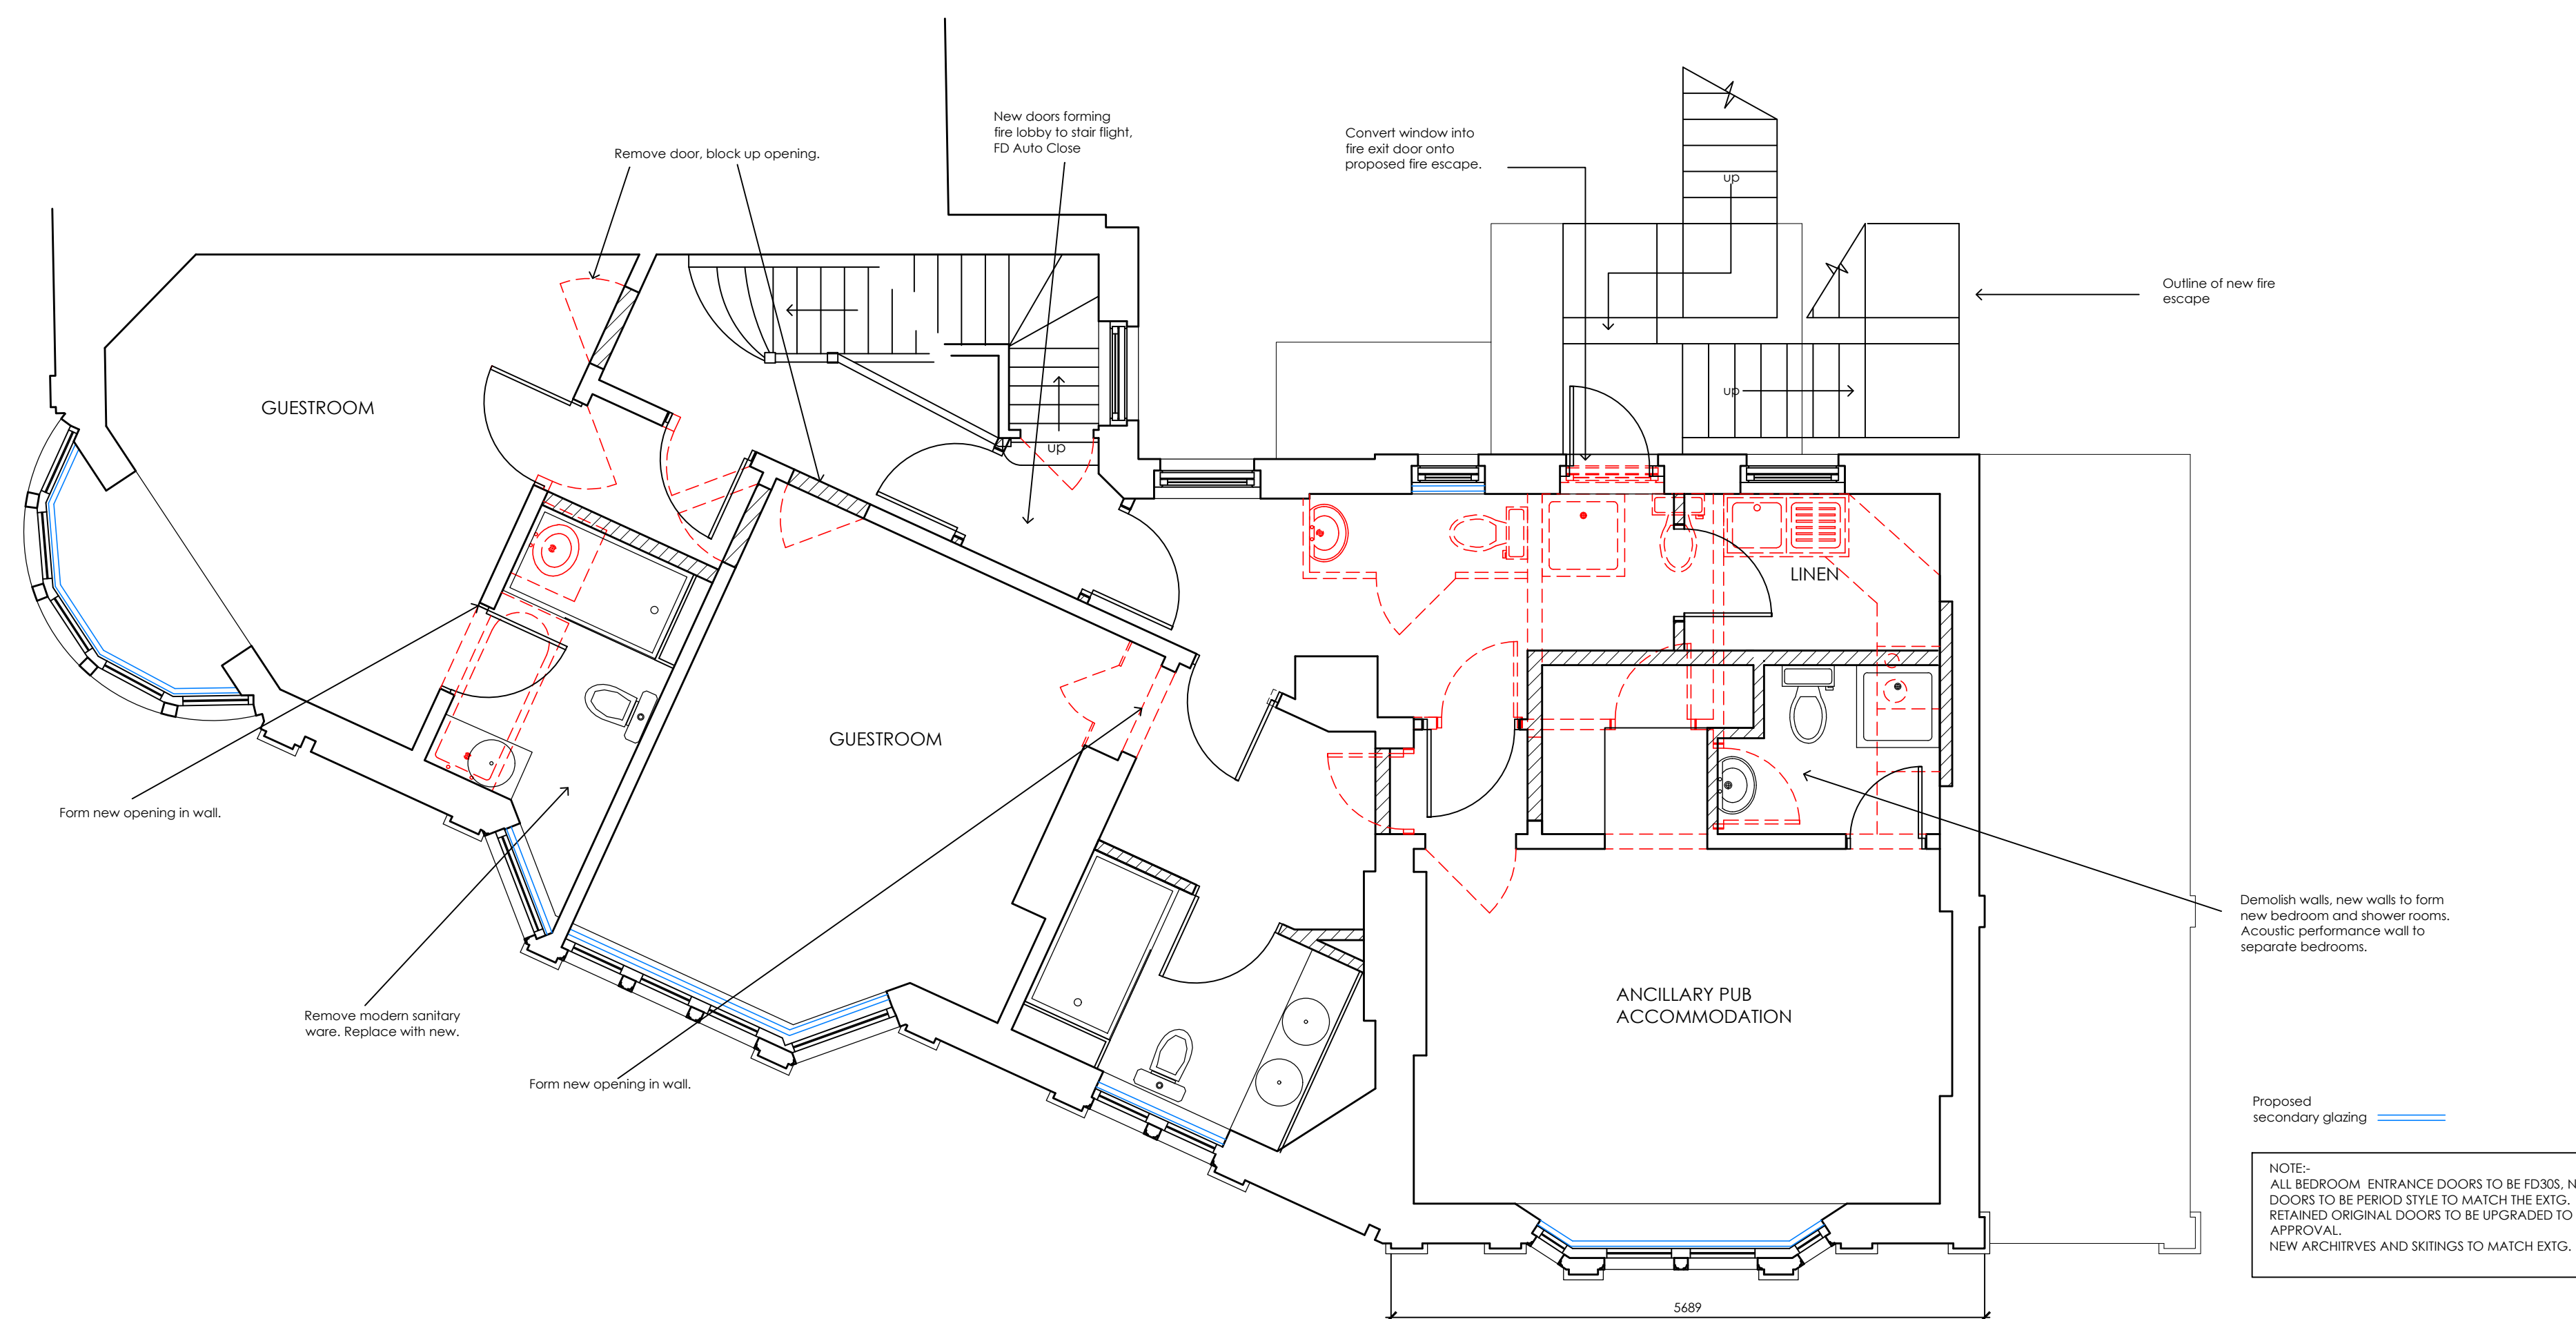 New doors forming
fire lobby to stair flight,
FD Auto Close
Remove door, block up opening.
Convert window into
fire exit door onto
proposed fire escape.
up
Outline of new fire
escape
up
GUESTROOM
up
LINEN
GUESTROOM
Form new opening in wall.
Demolish walls, new walls to form
new bedroom and shower rooms.
Acoustic performance wall to
separate bedrooms.
ANCILLARY PUB
ACCOMMODATION
Remove modern sanitary
ware. Replace with new.
Form new opening in wall.
Proposed
secondary glazing
NOTE:-
ALL BEDROOM ENTRANCE DOORS TO BE FD30S, N
DOORS TO BE PERIOD STYLE TO MATCH THE EXTG.
RETAINED ORIGINAL DOORS TO BE UPGRADED TO
APPROVAL.
NEW ARCHITRVES AND SKITINGS TO MATCH EXTG.
5689